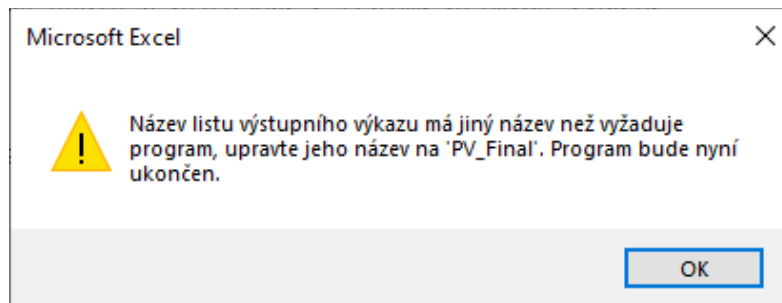 Microsoft Excel
Název listu výstupního výkazu má jiný název než vyžaduje
program, upravte jeho název na 'PV_Final'. Program bude nyní
ukončen.
OK